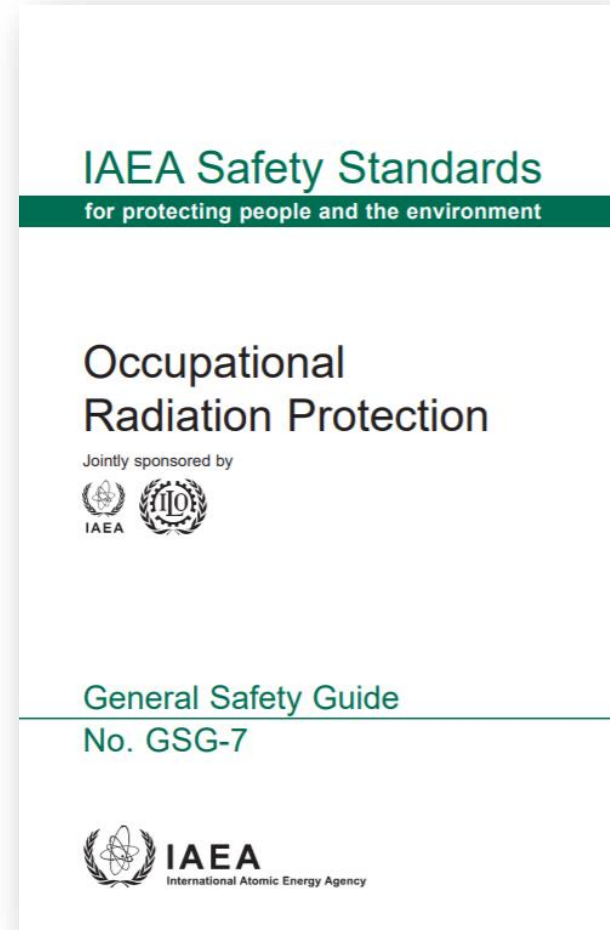 IAEA Safety Standards
for protecting people and the environment
Occupational
Radiation Protection
Jointly sponsored by
IAEA
ILO
General Safety Guide
No. GSG-7
IAEA
International Atomic Energy Agency